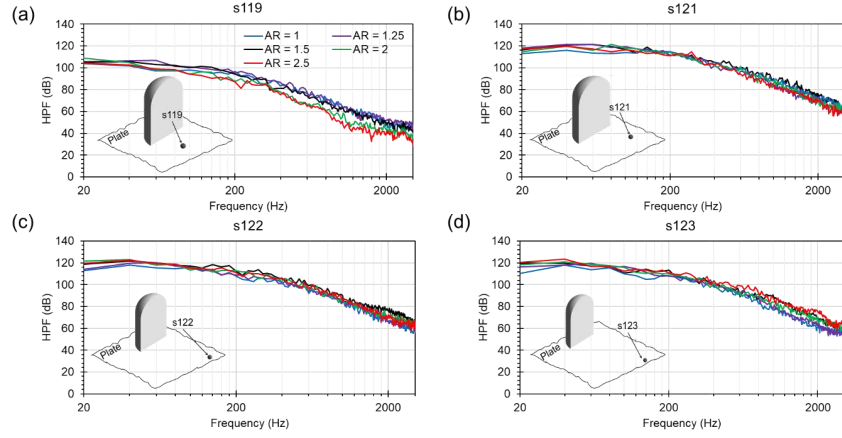 (a)
s119
HPF (dB)
140
120
100
80
60
40
20
0
AR = 1
AR = 1.25
AR = 1.5
AR = 2
AR = 2.5
s119
Plate
20
200
2000
Frequency (Hz)
(b)
s121
HPF (dB)
140
120
100
80
60
40
20
0
s121
Plate
20
200
2000
Frequency (Hz)
(c)
s122
HPF (dB)
140
120
100
80
60
40
20
0
s122
Plate
20
200
2000
Frequency (Hz)
(d)
s123
HPF (dB)
140
120
100
80
60
40
20
0
s123
Plate
20
200
2000
Frequency (Hz)